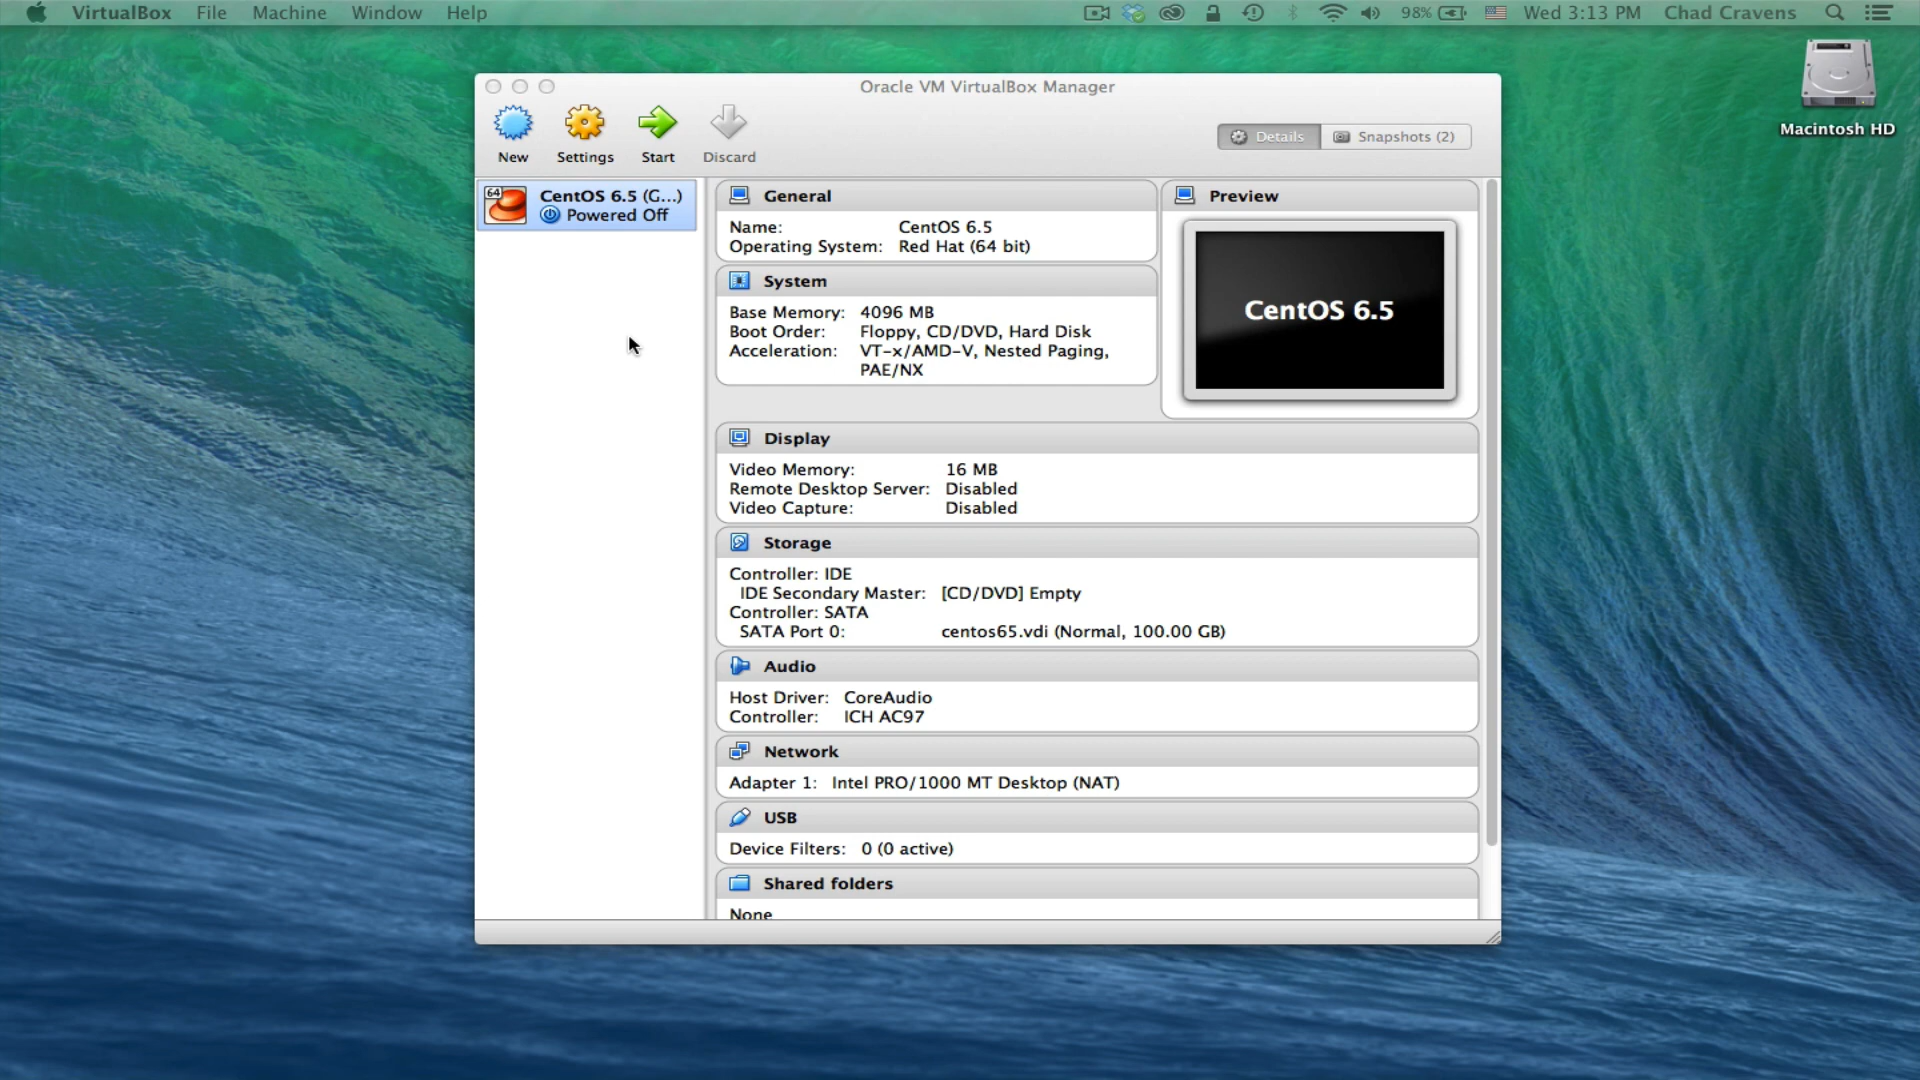 VirtualBox File Machine Window Help 98% Wed 3:13 PM Chad Cravens
Macintosh HD
Oracle VM VirtualBox Manager
New Settings Start Discard Details Snapshots (2)
64 CentOS 6.5 (G...)
Powered Off
General
Name: CentOS 6.5
Operating System: Red Hat (64 bit)
System
Base Memory: 4096 MB
Boot Order: Floppy, CD/DVD, Hard Disk
Acceleration: VT-x/AMD-V, Nested Paging,
PAE/NX
Preview
CentOS 6.5
Display
Video Memory: 16 MB
Remote Desktop Server: Disabled
Video Capture: Disabled
Storage
Controller: IDE
IDE Secondary Master: [CD/DVD] Empty
Controller: SATA
SATA Port 0: centos65.vdi (Normal, 100.00 GB)
Audio
Host Driver: CoreAudio
Controller: ICH AC97
Network
Adapter 1: Intel PRO/1000 MT Desktop (NAT)
USB
Device Filters: 0 (0 active)
Shared folders
None